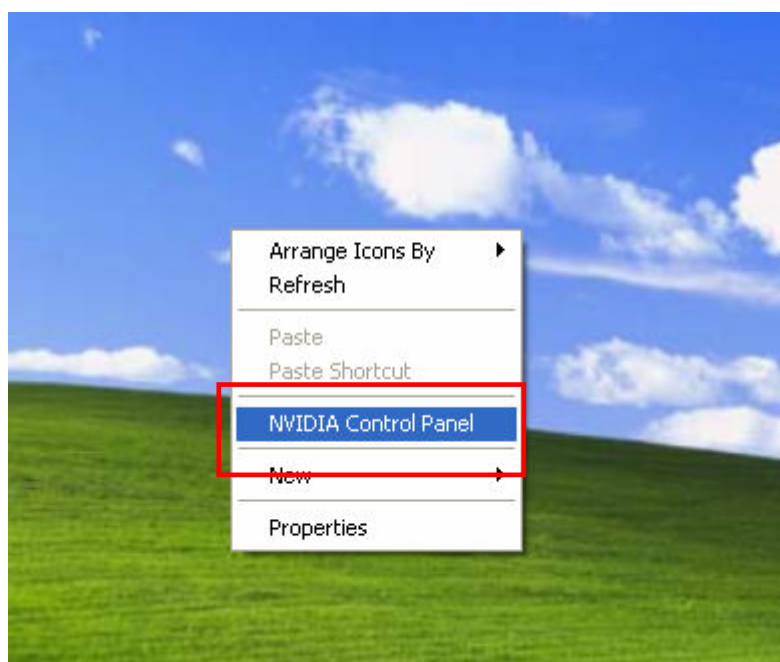 Arrange Icons By
Refresh
Paste
Paste Shortcut
NVIDIA Control Panel
New
Properties